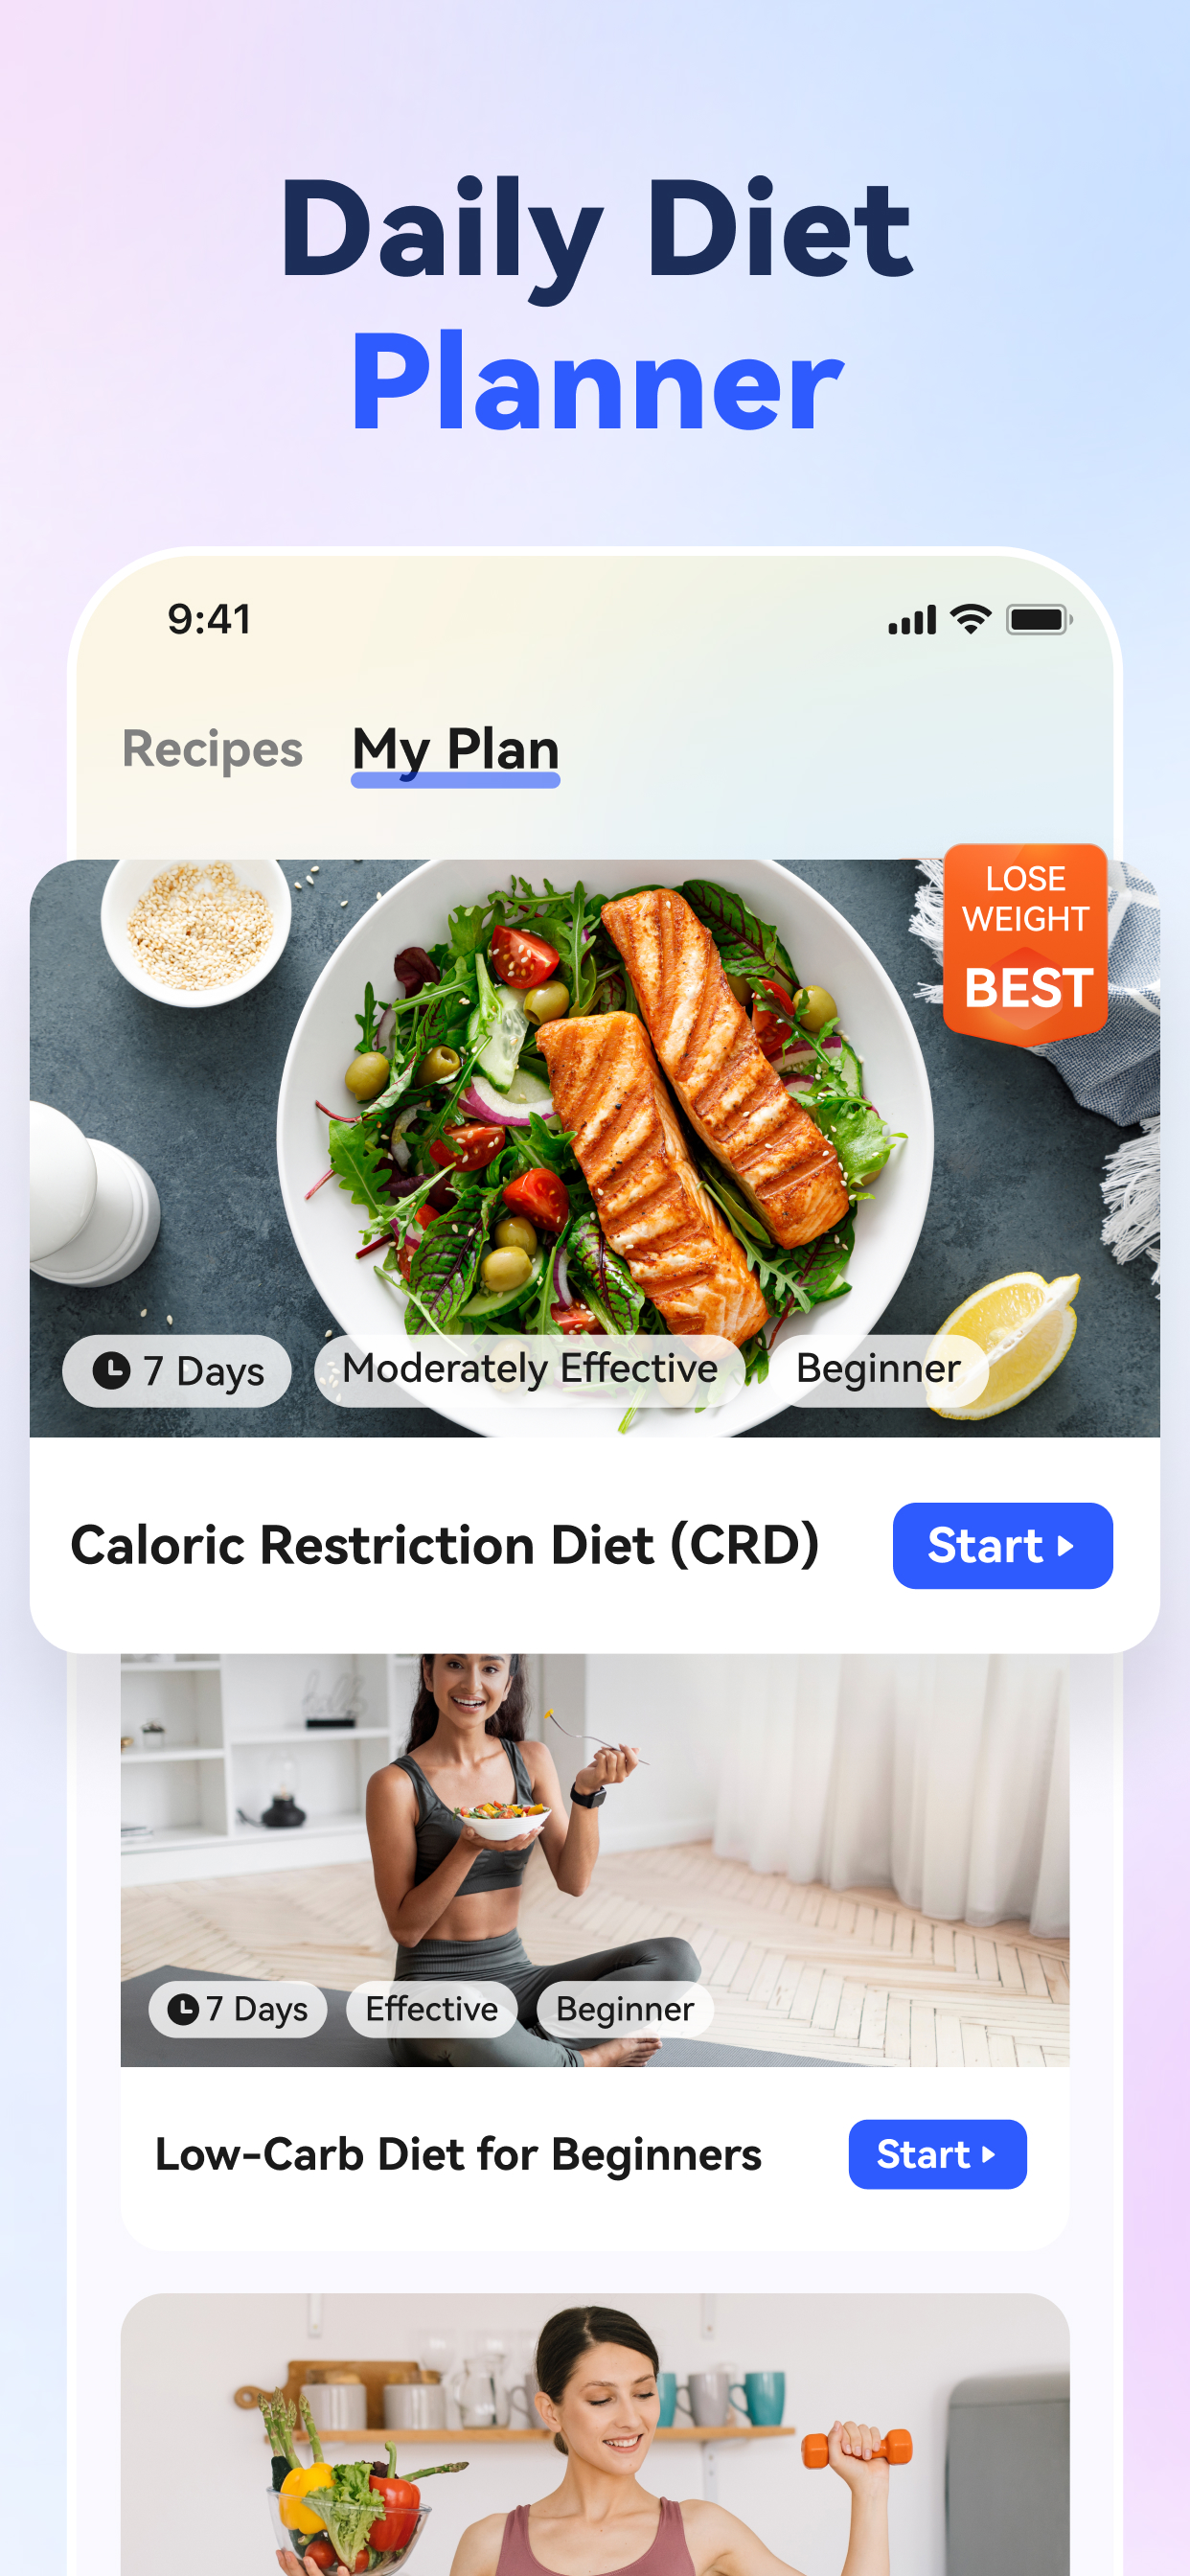 Daily Diet
Planner
9:41
Recipes My Plan
LOSE
WEIGHT
BEST
7 Days Moderately Effective Beginner
Caloric Restriction Diet (CRD) Start
7 Days Effective Beginner
Low-Carb Diet for Beginners Start